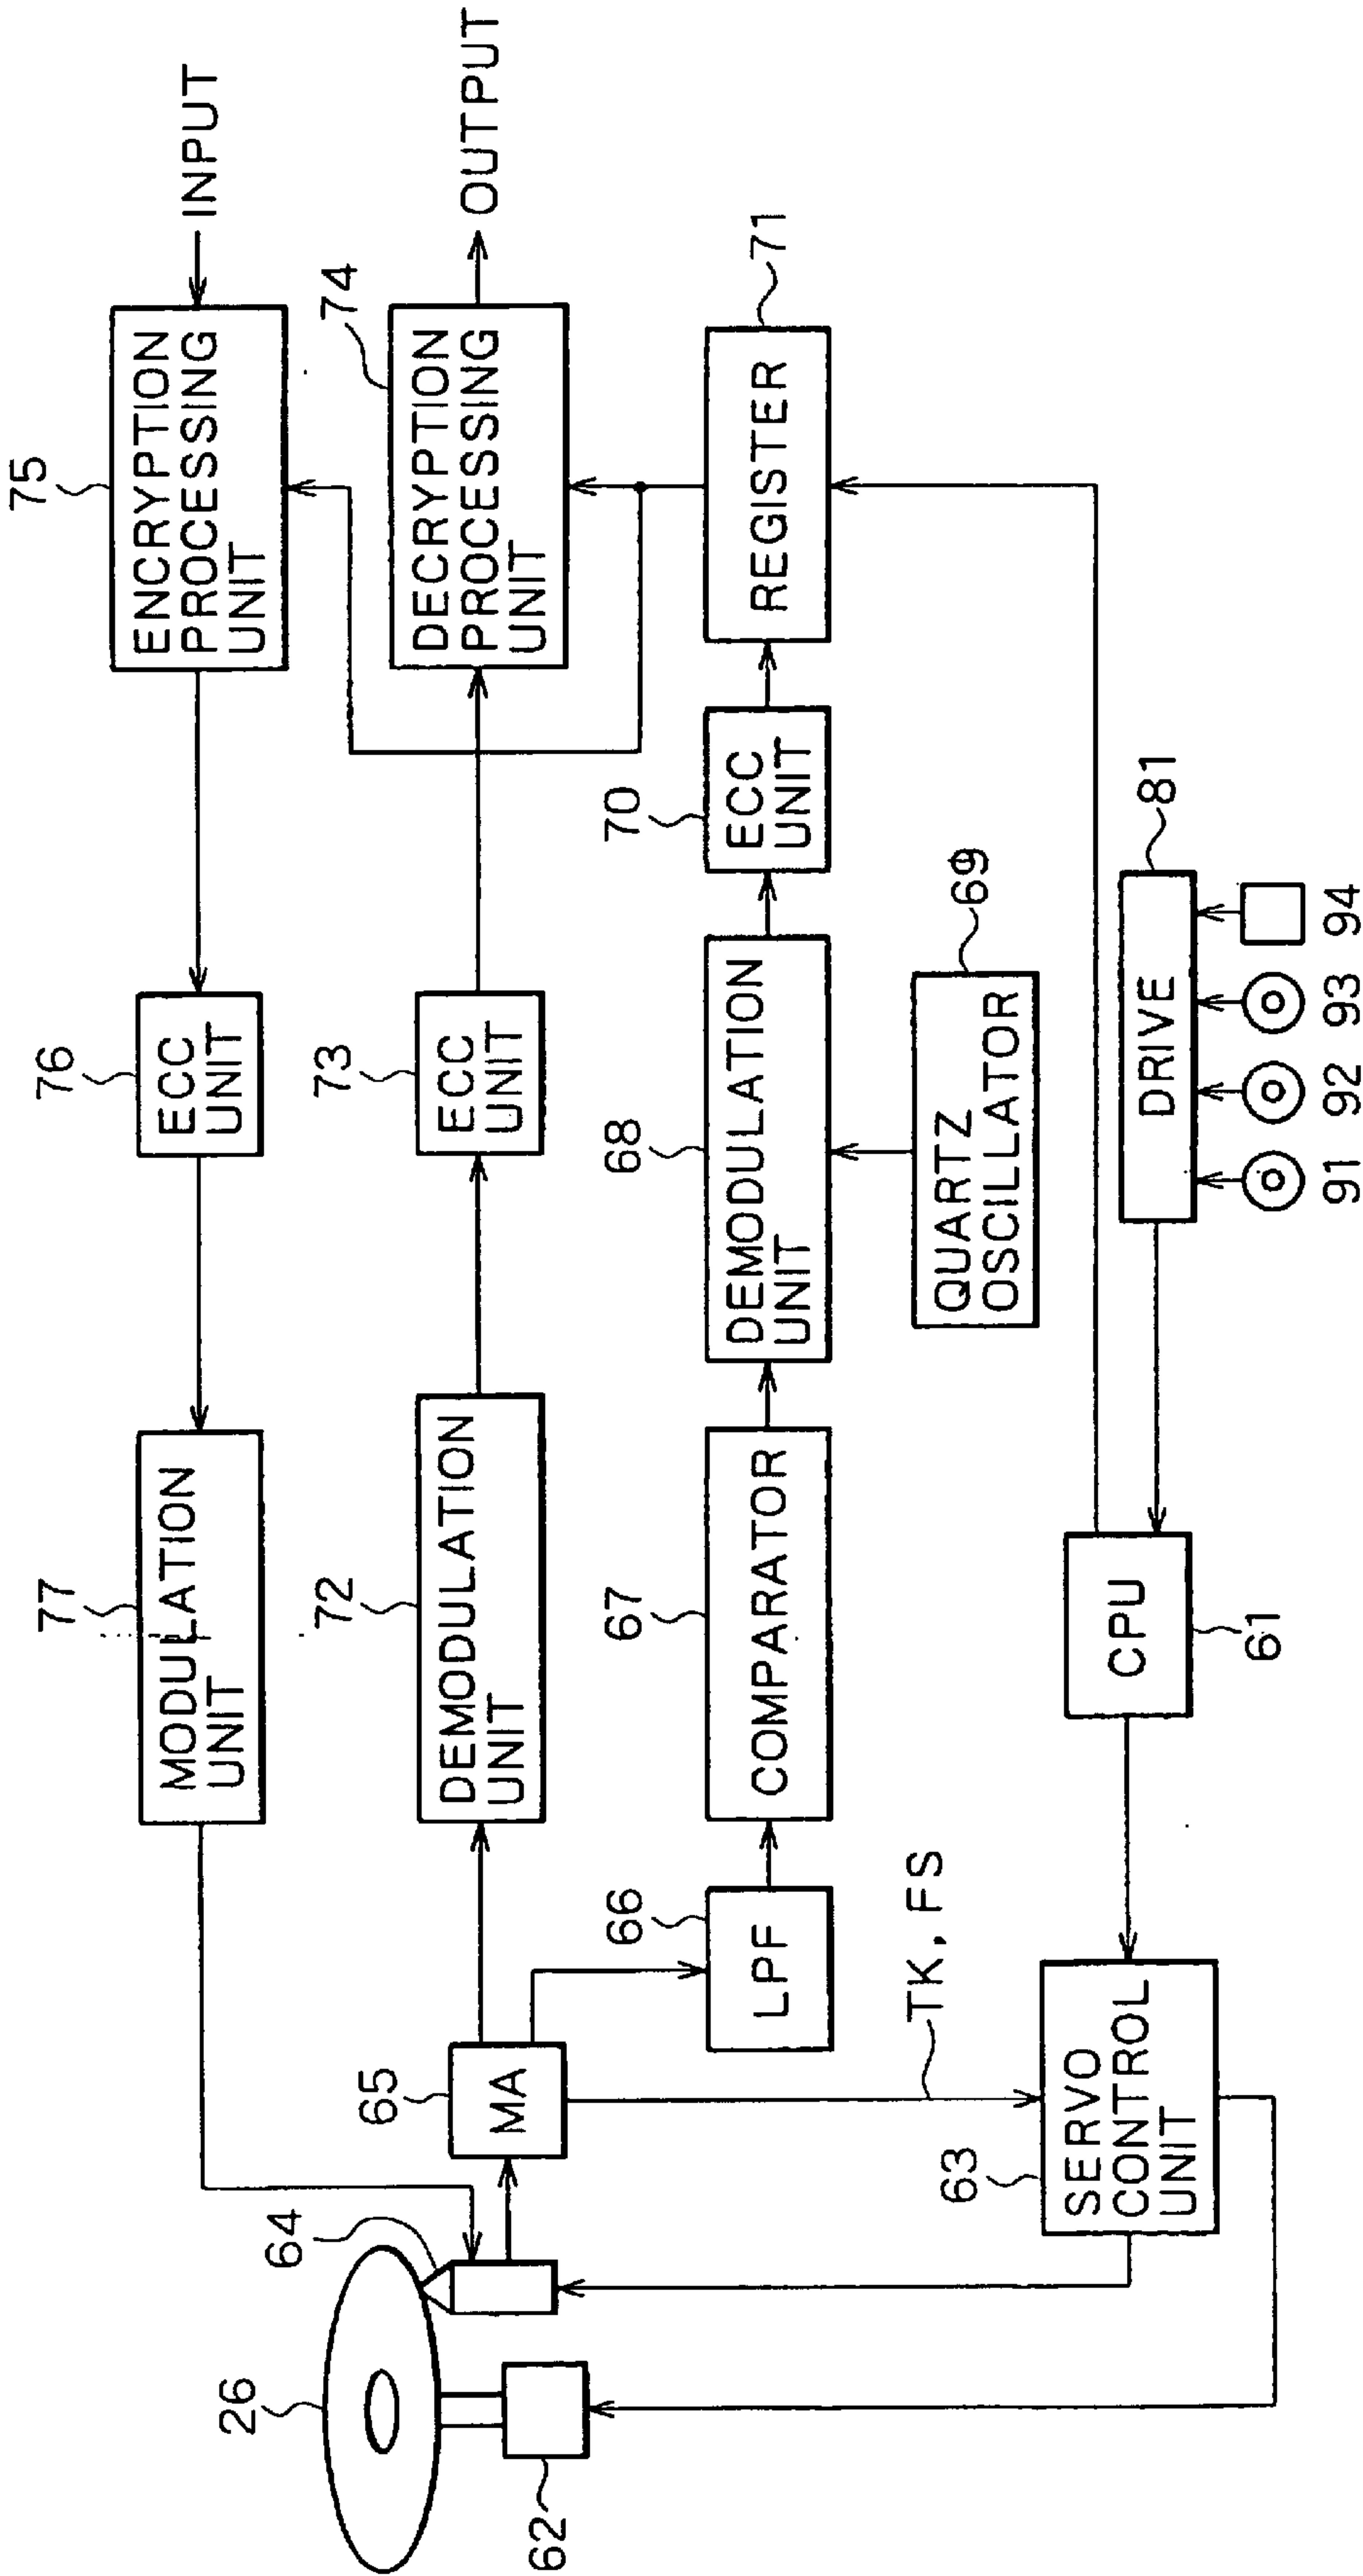 75
ENCRYPTION
PROCESSING
UNIT
INPUT
76
ECC
UNIT
77
MODULATION
UNIT
74
DECRYPTION
PROCESSING
UNIT
OUTPUT
73
ECC
UNIT
72
DEMODULATION
UNIT
65
MA
64
26
62
66
LPF
67
COMPARATOR
68
DEMODULATION
UNIT
70
ECC
UNIT
71
REGISTER
69
QUARTZ
OSCILLATOR
TK, FS
63
SERVO
CONTROL
UNIT
CPU
61
DRIVE
81
91
92
93
94